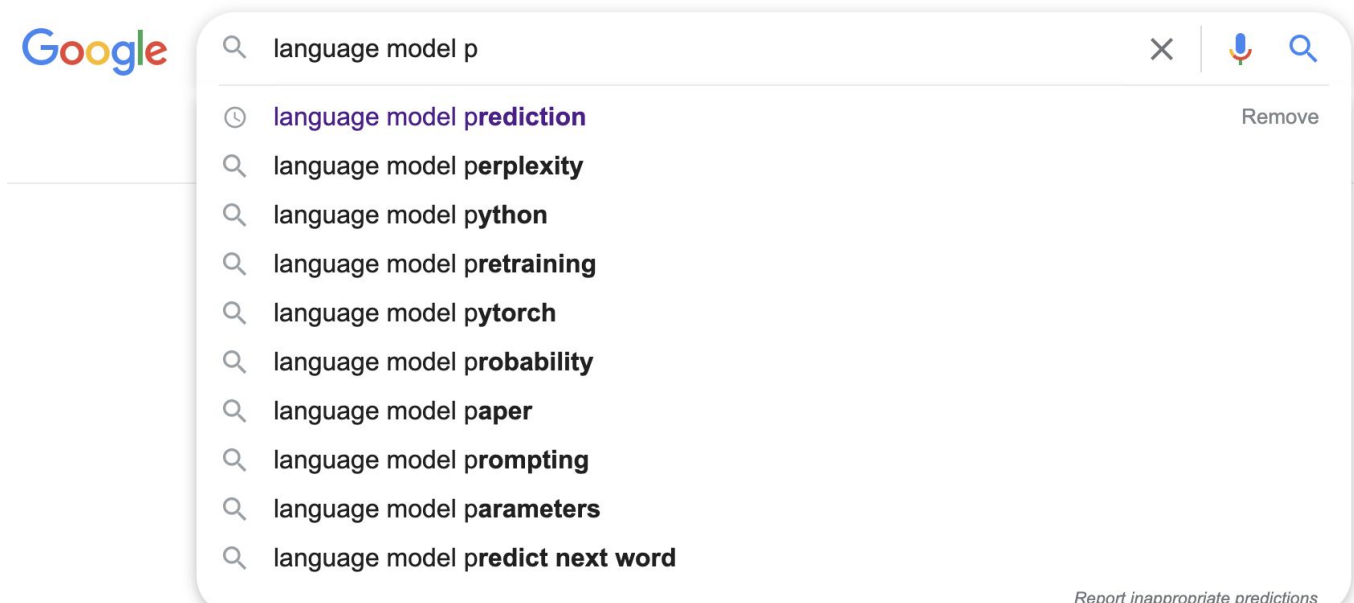 Google
language model p
language model prediction Remove
language model perplexity
language model python
language model pretraining
language model pytorch
language model probability
language model paper
language model prompting
language model parameters
language model predict next word
Report inappropriate predictions